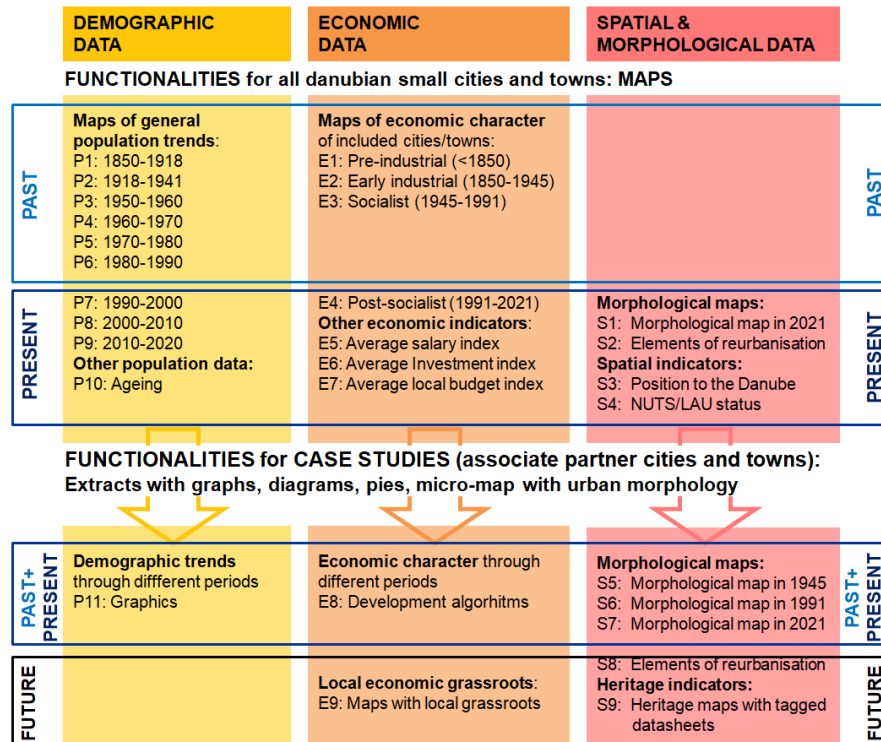 DEMOGRAPHIC
DATA
ECONOMIC
DATA
SPATIAL &
MORPHOLOGICAL DATA
FUNCTIONALITIES for all danubian small cities and towns: MAPS
PAST
Maps of general
population trends:
P1: 1850-1918
P2: 1918-1941
P3: 1950-1960
P4: 1960-1970
P5: 1970-1980
P6: 1980-1990
Maps of economic character
of included cities/towns:
E1: Pre-industrial (<1850)
E2: Early industrial (1850-1945)
E3: Socialist (1945-1991)
PAST
PRESENT
P7: 1990-2000
P8: 2000-2010
P9: 2010-2020
Other population data:
P10: Ageing
E4: Post-socialist (1991-2021)
Other economic indicators:
E5: Average salary index
E6: Average Investment index
E7: Average local budget index
Morphological maps:
S1: Morphological map in 2021
S2: Elements of reurbanisation
Spatial indicators:
S3: Position to the Danube
S4: NUTS/LAU status
PRESENT
FUNCTIONALITIES for CASE STUDIES (associate partner cities and towns):
Extracts with graphs, diagrams, pies, micro-map with urban morphology
PAST+
PRESENT
Demographic trends
through diffferent periods
P11: Graphics
Economic character through
different periods
E8: Development algorhitms
Morphological maps:
S5: Morphological map in 1945
S6: Morphological map in 1991
S7: Morphological map in 2021
PAST+
PRESENT
FUTURE
Local economic grassroots:
E9: Maps with local grassroots
S8: Elements of reurbanisation
Heritage indicators:
S9: Heritage maps with tagged
datasheets
FUTURE